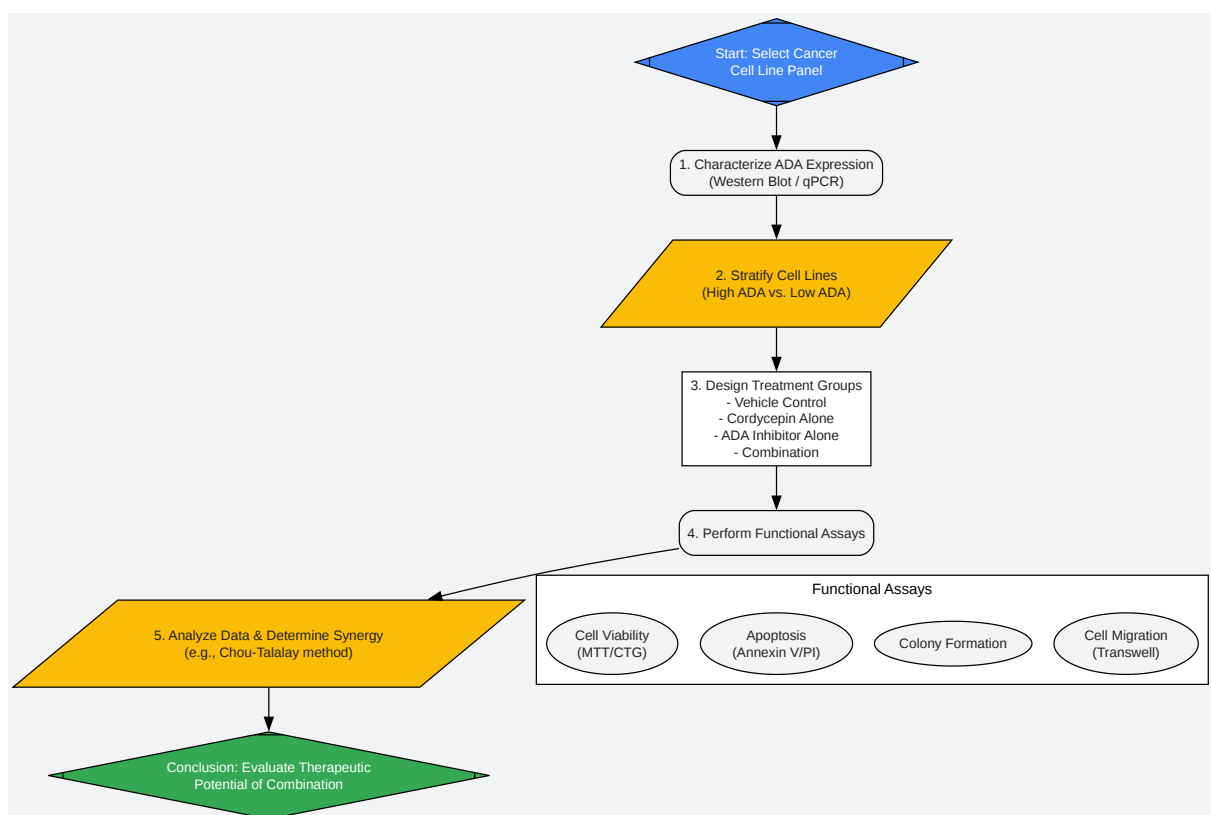 Start: Select Cancer
Cell Line Panel
1. Characterize ADA Expression
(Western Blot / qPCR)
2. Stratify Cell Lines
(High ADA vs. Low ADA)
3. Design Treatment Groups
- Vehicle Control
- Cordycepin Alone
- ADA Inhibitor Alone
- Combination
4. Perform Functional Assays
Functional Assays
Cell Viability
(MTT/CTG)
Apoptosis
(Annexin V/PI)
Colony Formation
Cell Migration
(Transwell)
5. Analyze Data & Determine Synergy
(e.g., Chou-Talalay method)
Conclusion: Evaluate Therapeutic
Potential of Combination